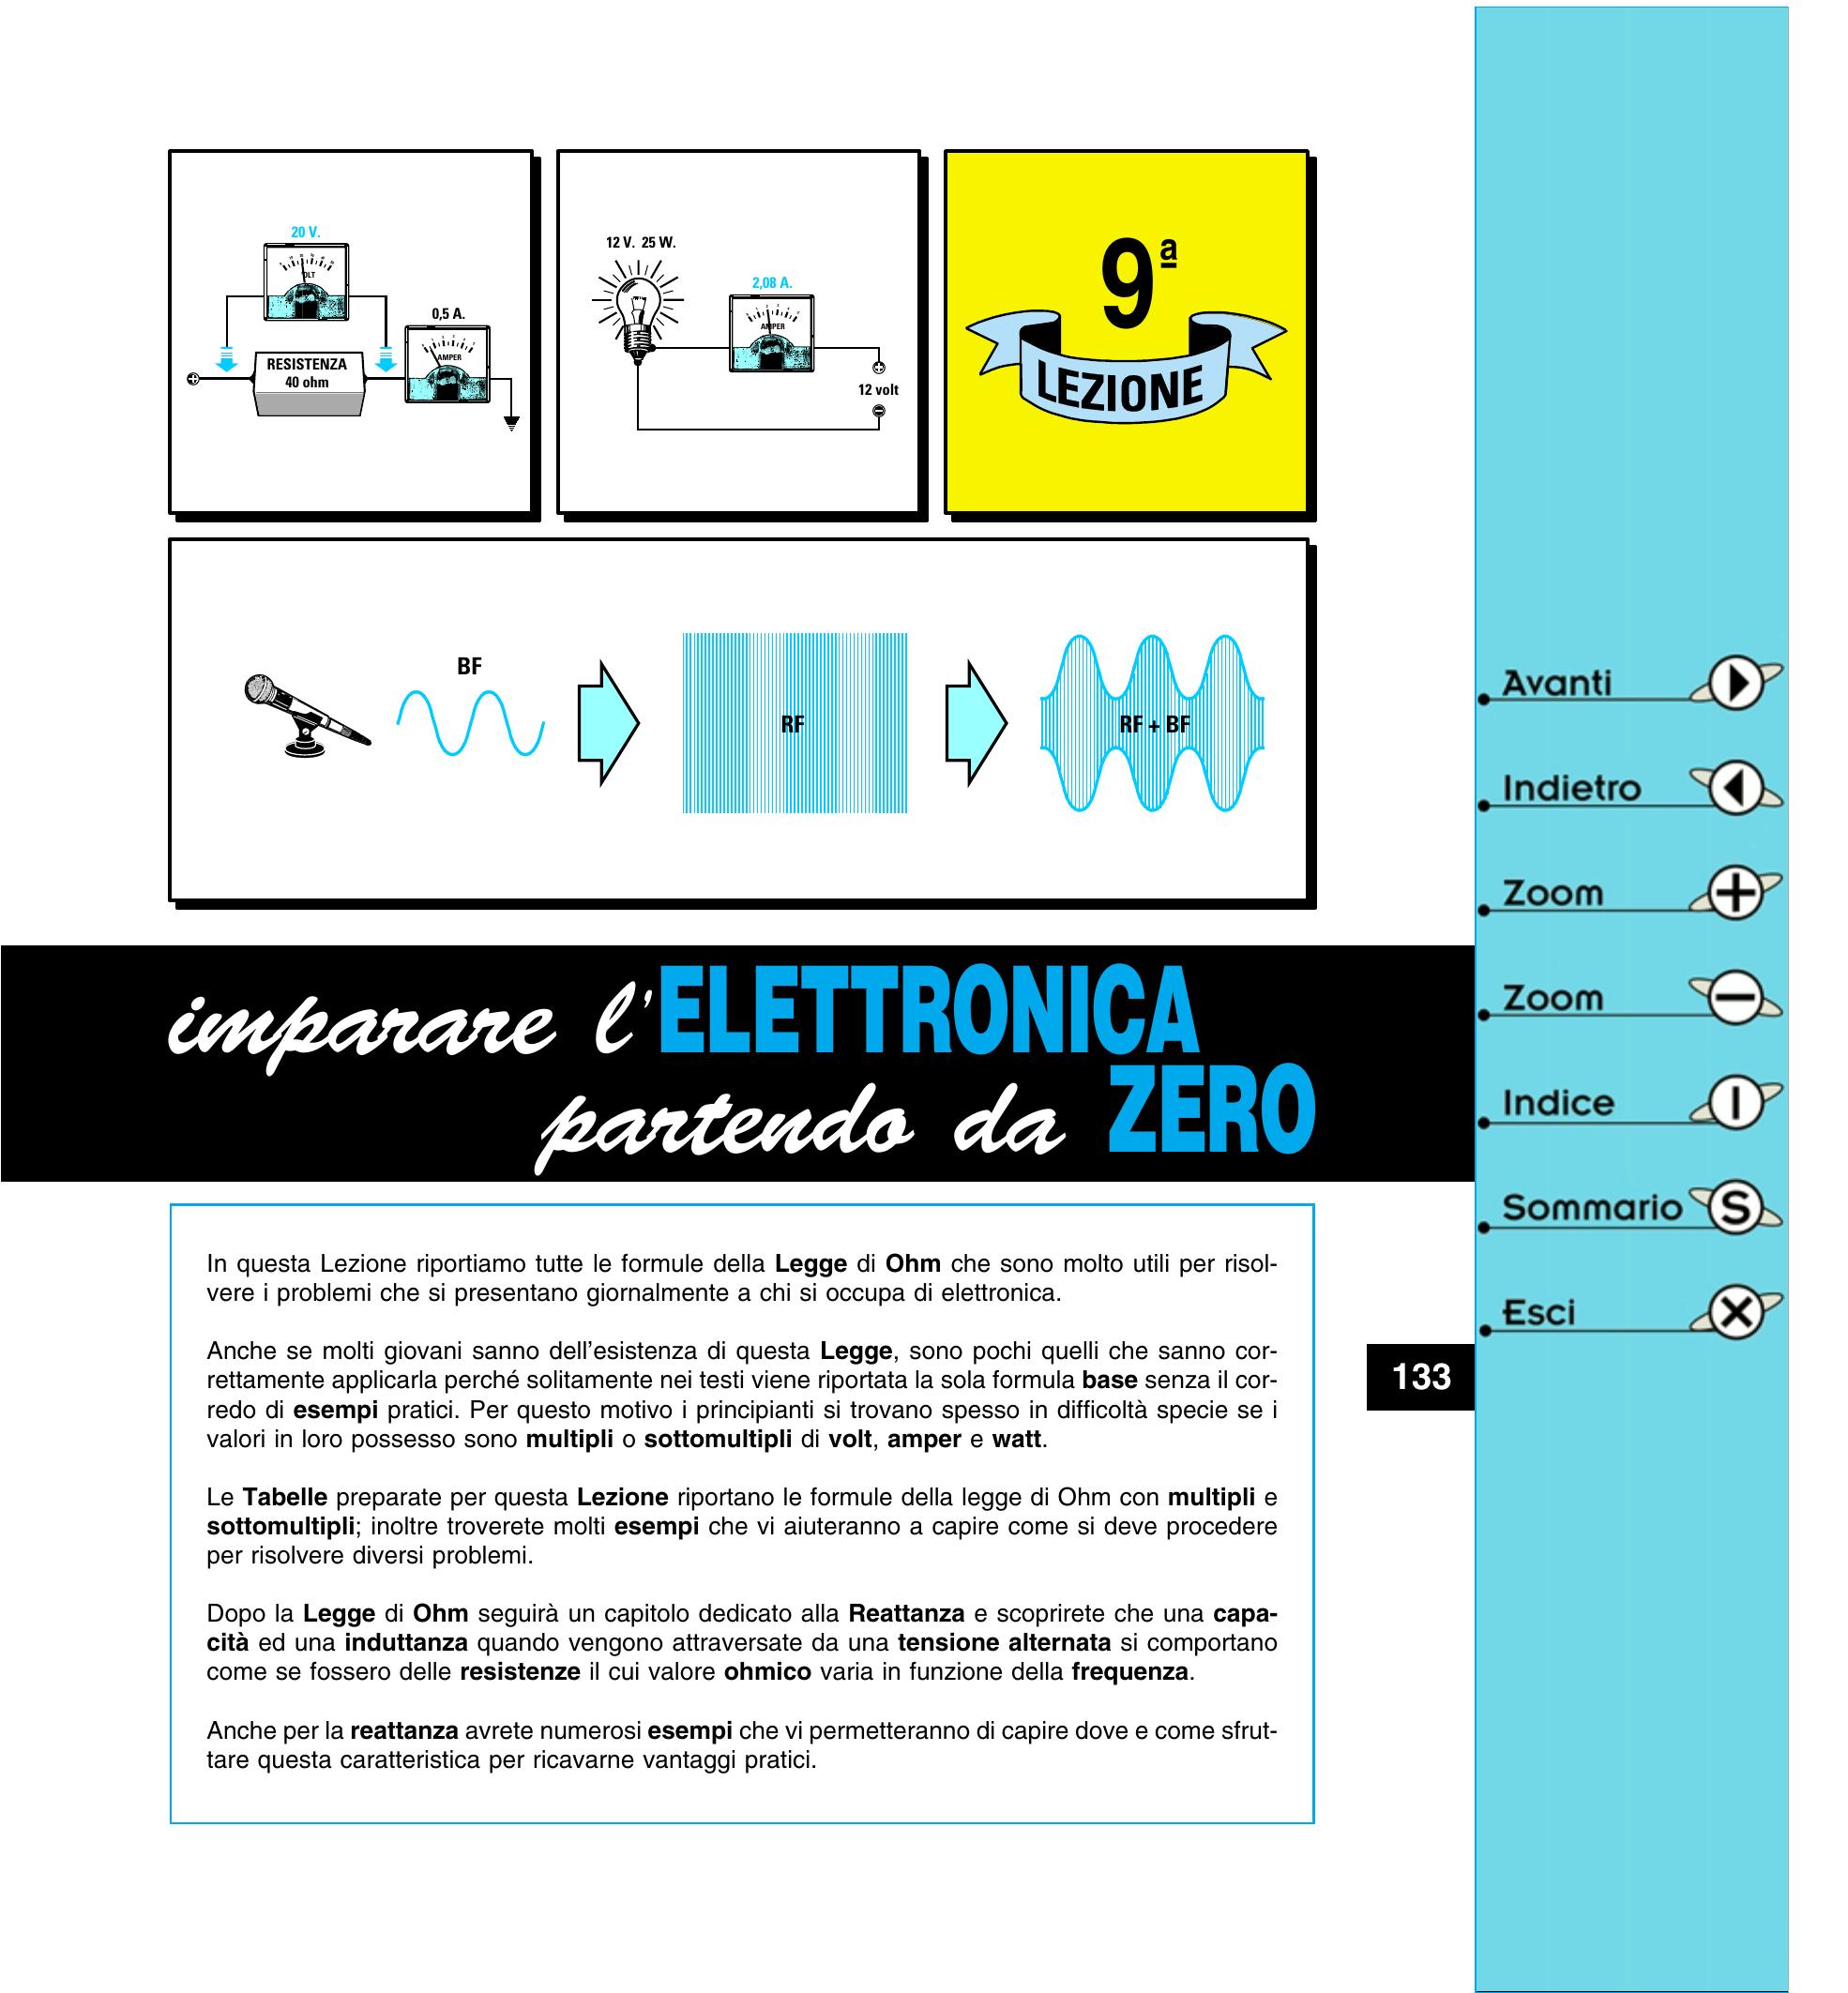 20 V.
VOLT
0,5 A.
AMPER
RESISTENZA
40 ohm
12 V. 25 W.
2,08 A.
AMPER
12 volt
9ª
LEZIONE
BF
RF
RF + BF
imparare l'ELETTRONICA
partendo da ZERO
In questa Lezione riportiamo tutte le formule della Legge di Ohm che sono molto utili per risol-
vere i problemi che si presentano giornalmente a chi si occupa di elettronica.
Anche se molti giovani sanno dell'esistenza di questa Legge, sono pochi quelli che sanno cor-
rettamente applicarla perché solitamente nei testi viene riportata la sola formula base senza il cor-
redo di esempi pratici. Per questo motivo i principianti si trovano spesso in difficoltà specie se i
valori in loro possesso sono multipli o sottomultipli di volt, amper e watt.
Le Tabelle preparate per questa Lezione riportano le formule della legge di Ohm con multipli e
sottomultipli; inoltre troverete molti esempi che vi aiuteranno a capire come si deve procedere
per risolvere diversi problemi.
Dopo la Legge di Ohm seguirà un capitolo dedicato alla Reattanza e scoprirete che una capa-
cità ed una induttanza quando vengono attraversate da una tensione alternata si comportano
come se fossero delle resistenze il cui valore ohmico varia in funzione della frequenza.
Anche per la reattanza avrete numerosi esempi che vi permetteranno di capire dove e come sfrut-
tare questa caratteristica per ricavarne vantaggi pratici.
133
Avanti
Indietro
Zoom
Zoom
Indice I
Sommario S
Esci